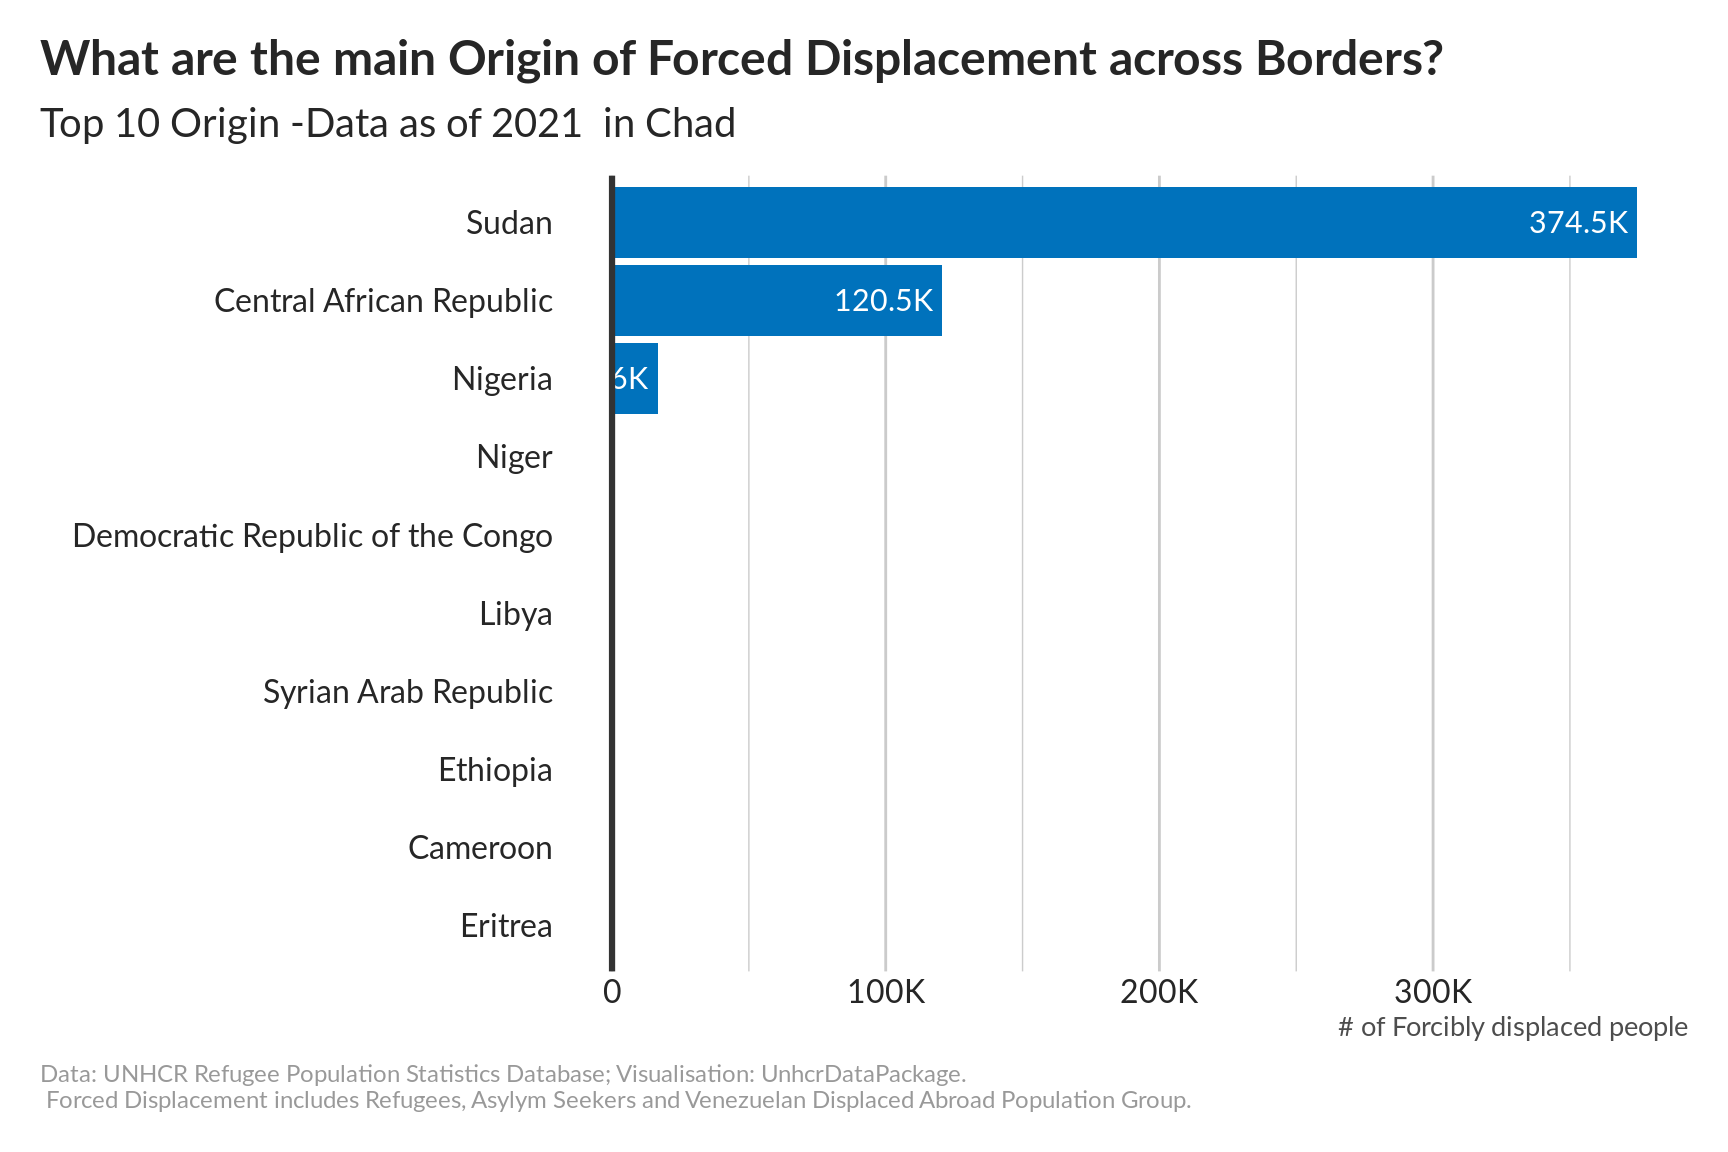 What are the main Origin of Forced Displacement across Borders?
Top 10 Origin -Data as of 2021  in Chad
Sudan
374.5K
Central African Republic
120.5K
Nigeria
6K
Niger
Democratic Republic of the Congo
Libya
Syrian Arab Republic
Ethiopia
Cameroon
Eritrea
0 100K 200K 300K
# of Forcibly displaced people
Data: UNHCR Refugee Population Statistics Database; Visualisation: UnhcrDataPackage.
Forced Displacement includes Refugees, Asylym Seekers and Venezuelan Displaced Abroad Population Group.